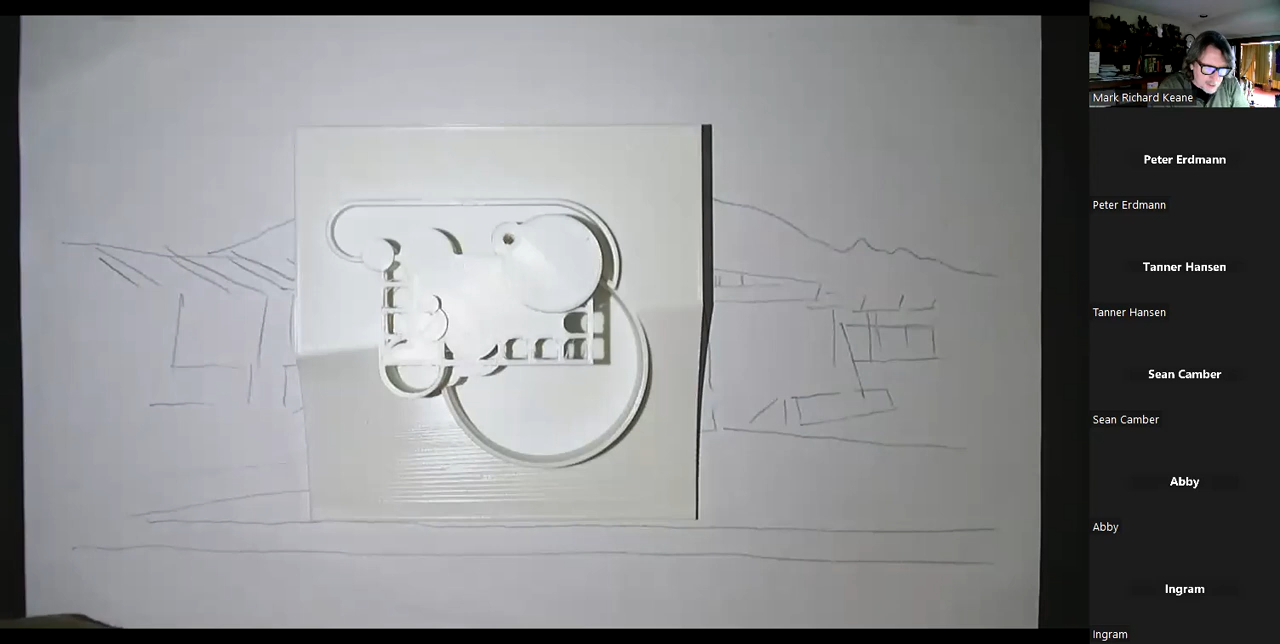 Mark Richard Keane
Peter Erdmann
Peter Erdmann
Tanner Hansen
Tanner Hansen
Sean Camber
Sean Camber
Abby
Abby
Ingram
Ingram